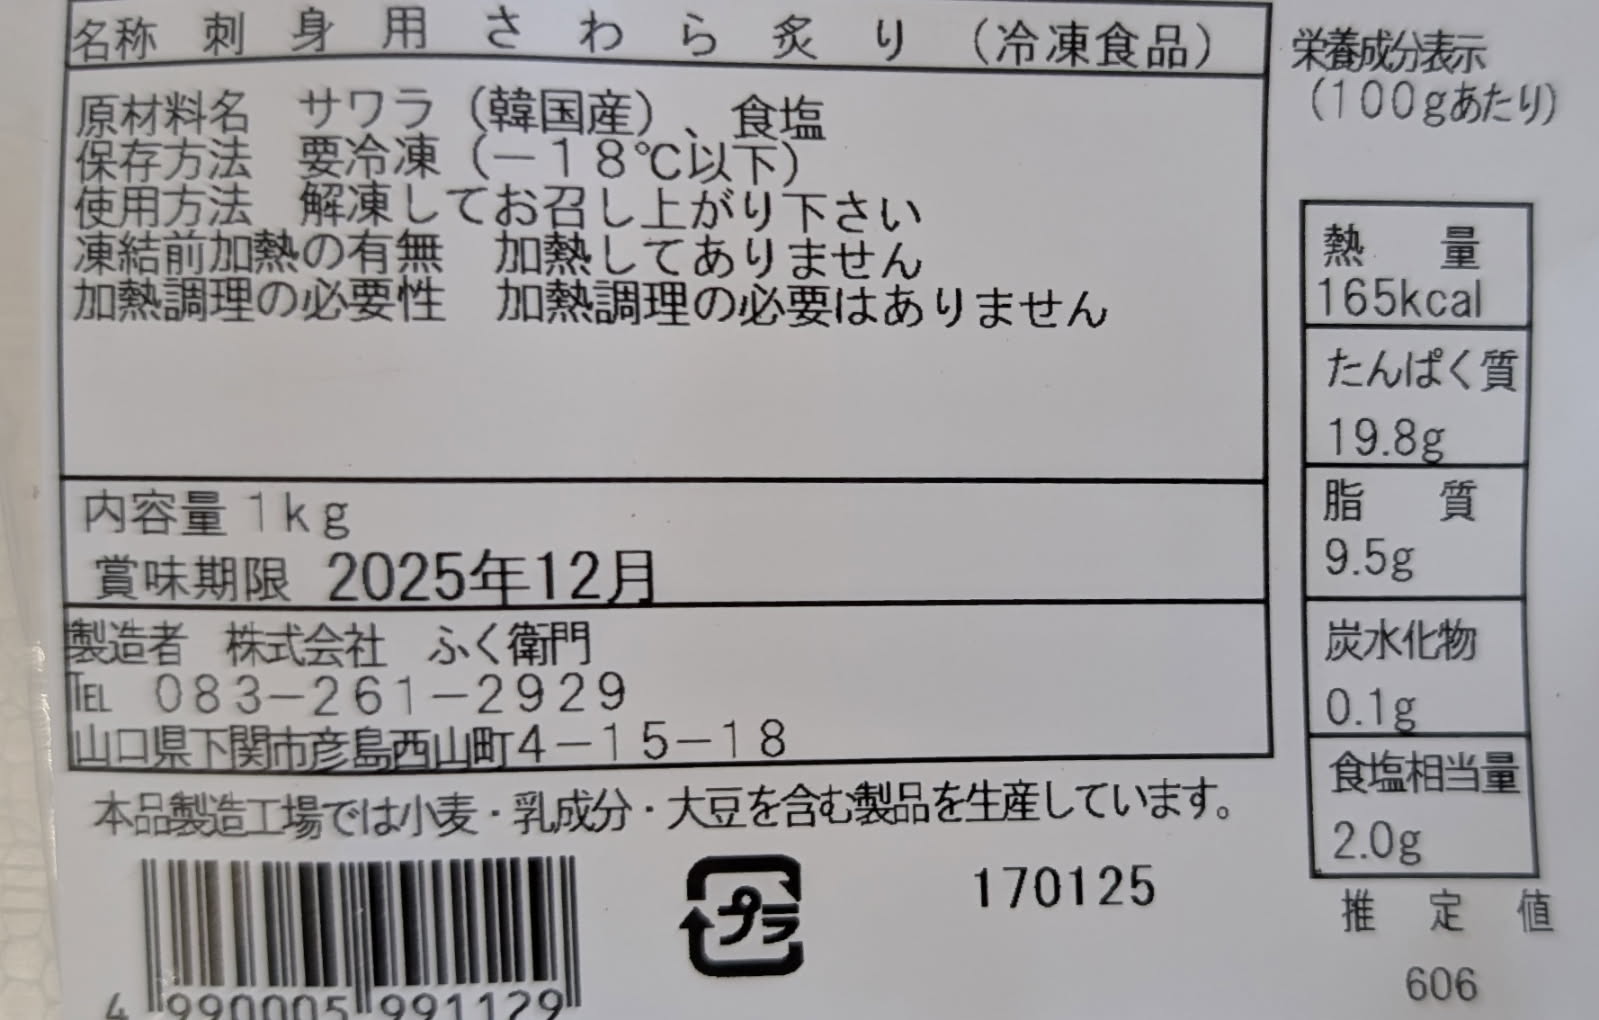 名称 刺身用さわら炙り（冷凍食品）
原材料名 サワラ（韓国産）、食塩
保存方法 要冷凍（－18℃以下）
使用方法 解凍してお召し上がり下さい
凍結前加熱の有無 加熱してありません
加熱調理の必要性 加熱調理の必要はありません
内容量 1kg
賞味期限 2025年12月
製造者 株式会社 ふく衛門
TEL 083－261－2929
山口県下関市彦島西山町4－15－18
本品製造工場では小麦・乳成分・大豆を含む製品を生産しています。
4 990005 991129
プラ
170125
栄養成分表示
（100gあたり）
熱量
165kcal
たんぱく質
19.8g
脂質
9.5g
炭水化物
0.1g
食塩相当量
2.0g
推定値
606